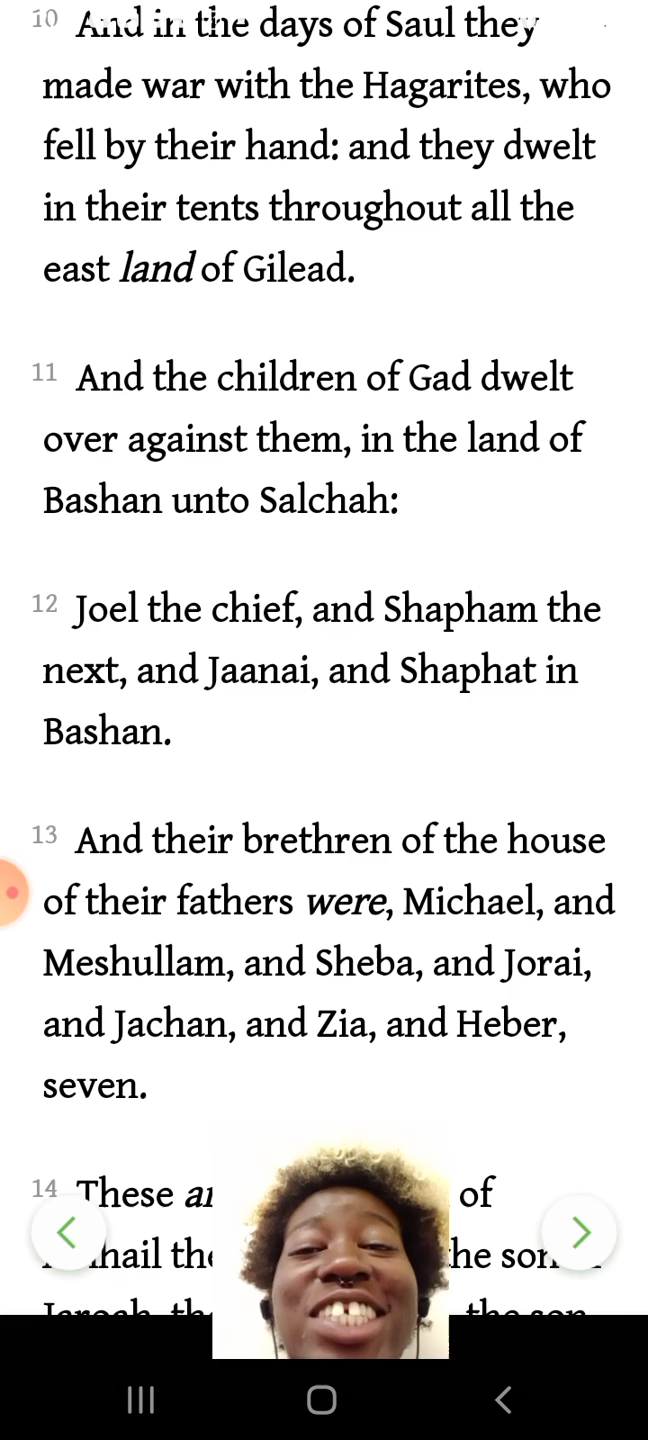 10 And in the days of Saul they
made war with the Hagarites, who
fell by their hand: and they dwelt
in their tents throughout all the
east land of Gilead.
11 And the children of Gad dwelt
over against them, in the land of
Bashan unto Salchah:
12 Joel the chief, and Shapham the
next, and Jaanai, and Shaphat in
Bashan.
13 And their brethren of the house
of their fathers were, Michael, and
Meshullam, and Sheba, and Jorai,
and Jachan, and Zia, and Heber,
seven.
14 These of
the son
the son